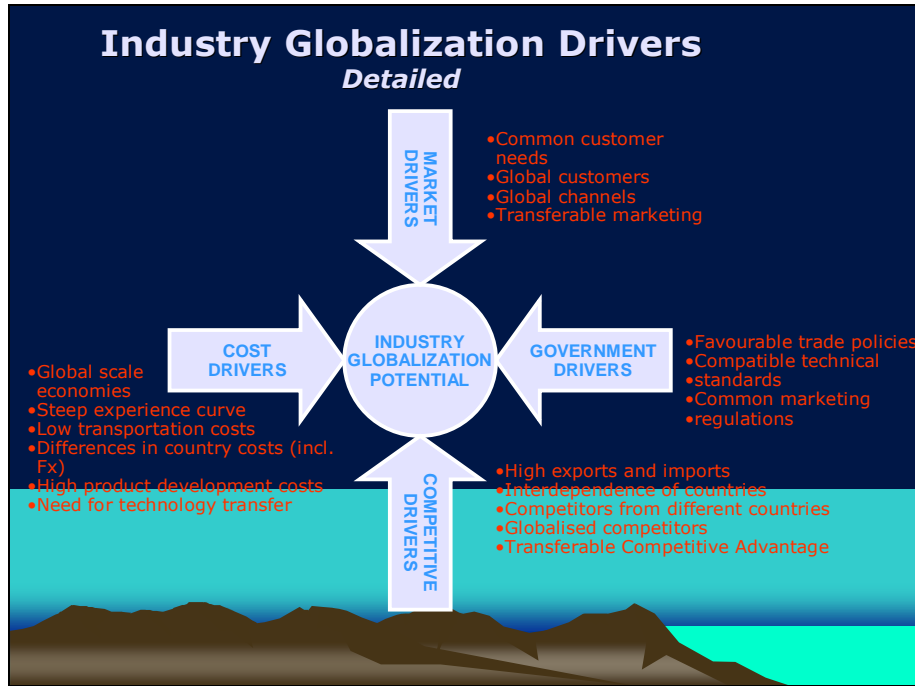 Industry Globalization Drivers
Detailed
MARKET
DRIVERS
•Common customer
needs
•Global customers
•Global channels
•Transferable marketing
COST
DRIVERS
•Global scale
economies
•Steep experience curve
•Low transportation costs
•Differences in country costs (incl.
Fx)
•High product development costs
•Need for technology transfer
INDUSTRY
GLOBALIZATION
POTENTIAL
GOVERNMENT
DRIVERS
•Favourable trade policies
•Compatible technical
•standards
•Common marketing
•regulations
COMPETITIVE
DRIVERS
•High exports and imports
•Interdependence of countries
•Competitors from different countries
•Globalised competitors
•Transferable Competitive Advantage